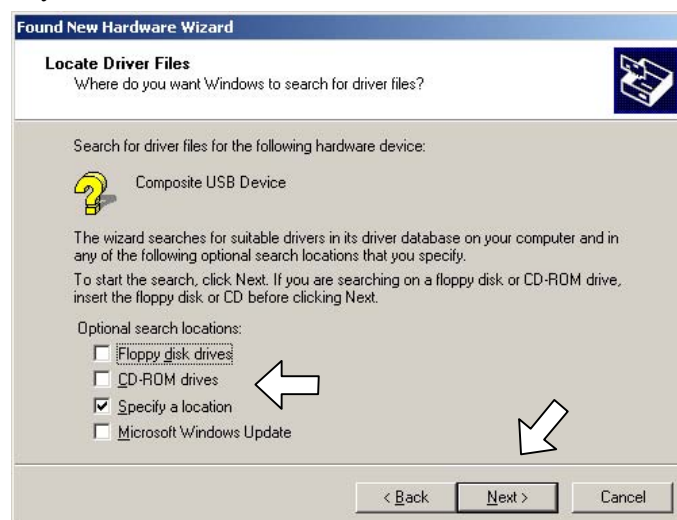 Found New Hardware Wizard
Locate Driver Files
Where do you want Windows to search for driver files?
Search for driver files for the following hardware device:
Composite USB Device
The wizard searches for suitable drivers in its driver database on your computer and in
any of the following optional search locations that you specify.
To start the search, click Next. If you are searching on a floppy disk or CD-ROM drive,
insert the floppy disk or CD before clicking Next.
Optional search locations:
Floppy disk drives
CD-ROM drives
Specify a location
Microsoft Windows Update
< Back Next > Cancel